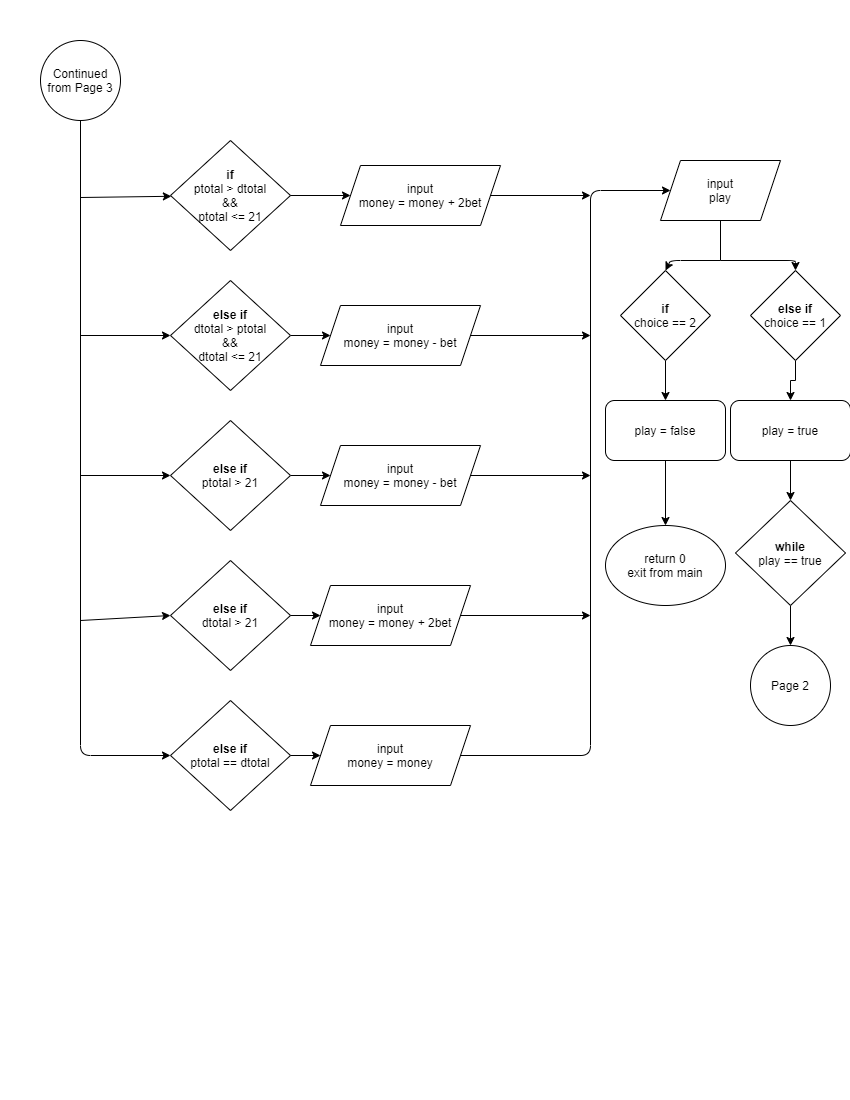 Continued
from Page 3
if
ptotal > dtotal
&&
ptotal <= 21
input
money = money + 2bet
input
play
else if
dtotal > ptotal
&&
dtotal <= 21
input
money = money - bet
if
choice == 2
else if
choice == 1
play = false
play = true
else if
ptotal > 21
input
money = money - bet
return 0
exit from main
while
play == true
else if
dtotal > 21
input
money = money + 2bet
Page 2
else if
ptotal == dtotal
input
money = money